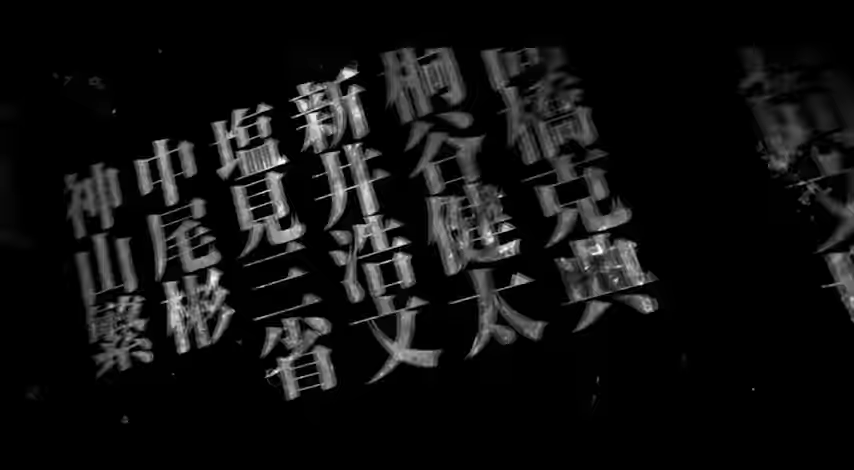 高橋克典
桐谷健太
新井浩文
塩見三省
中尾彬
神山繁